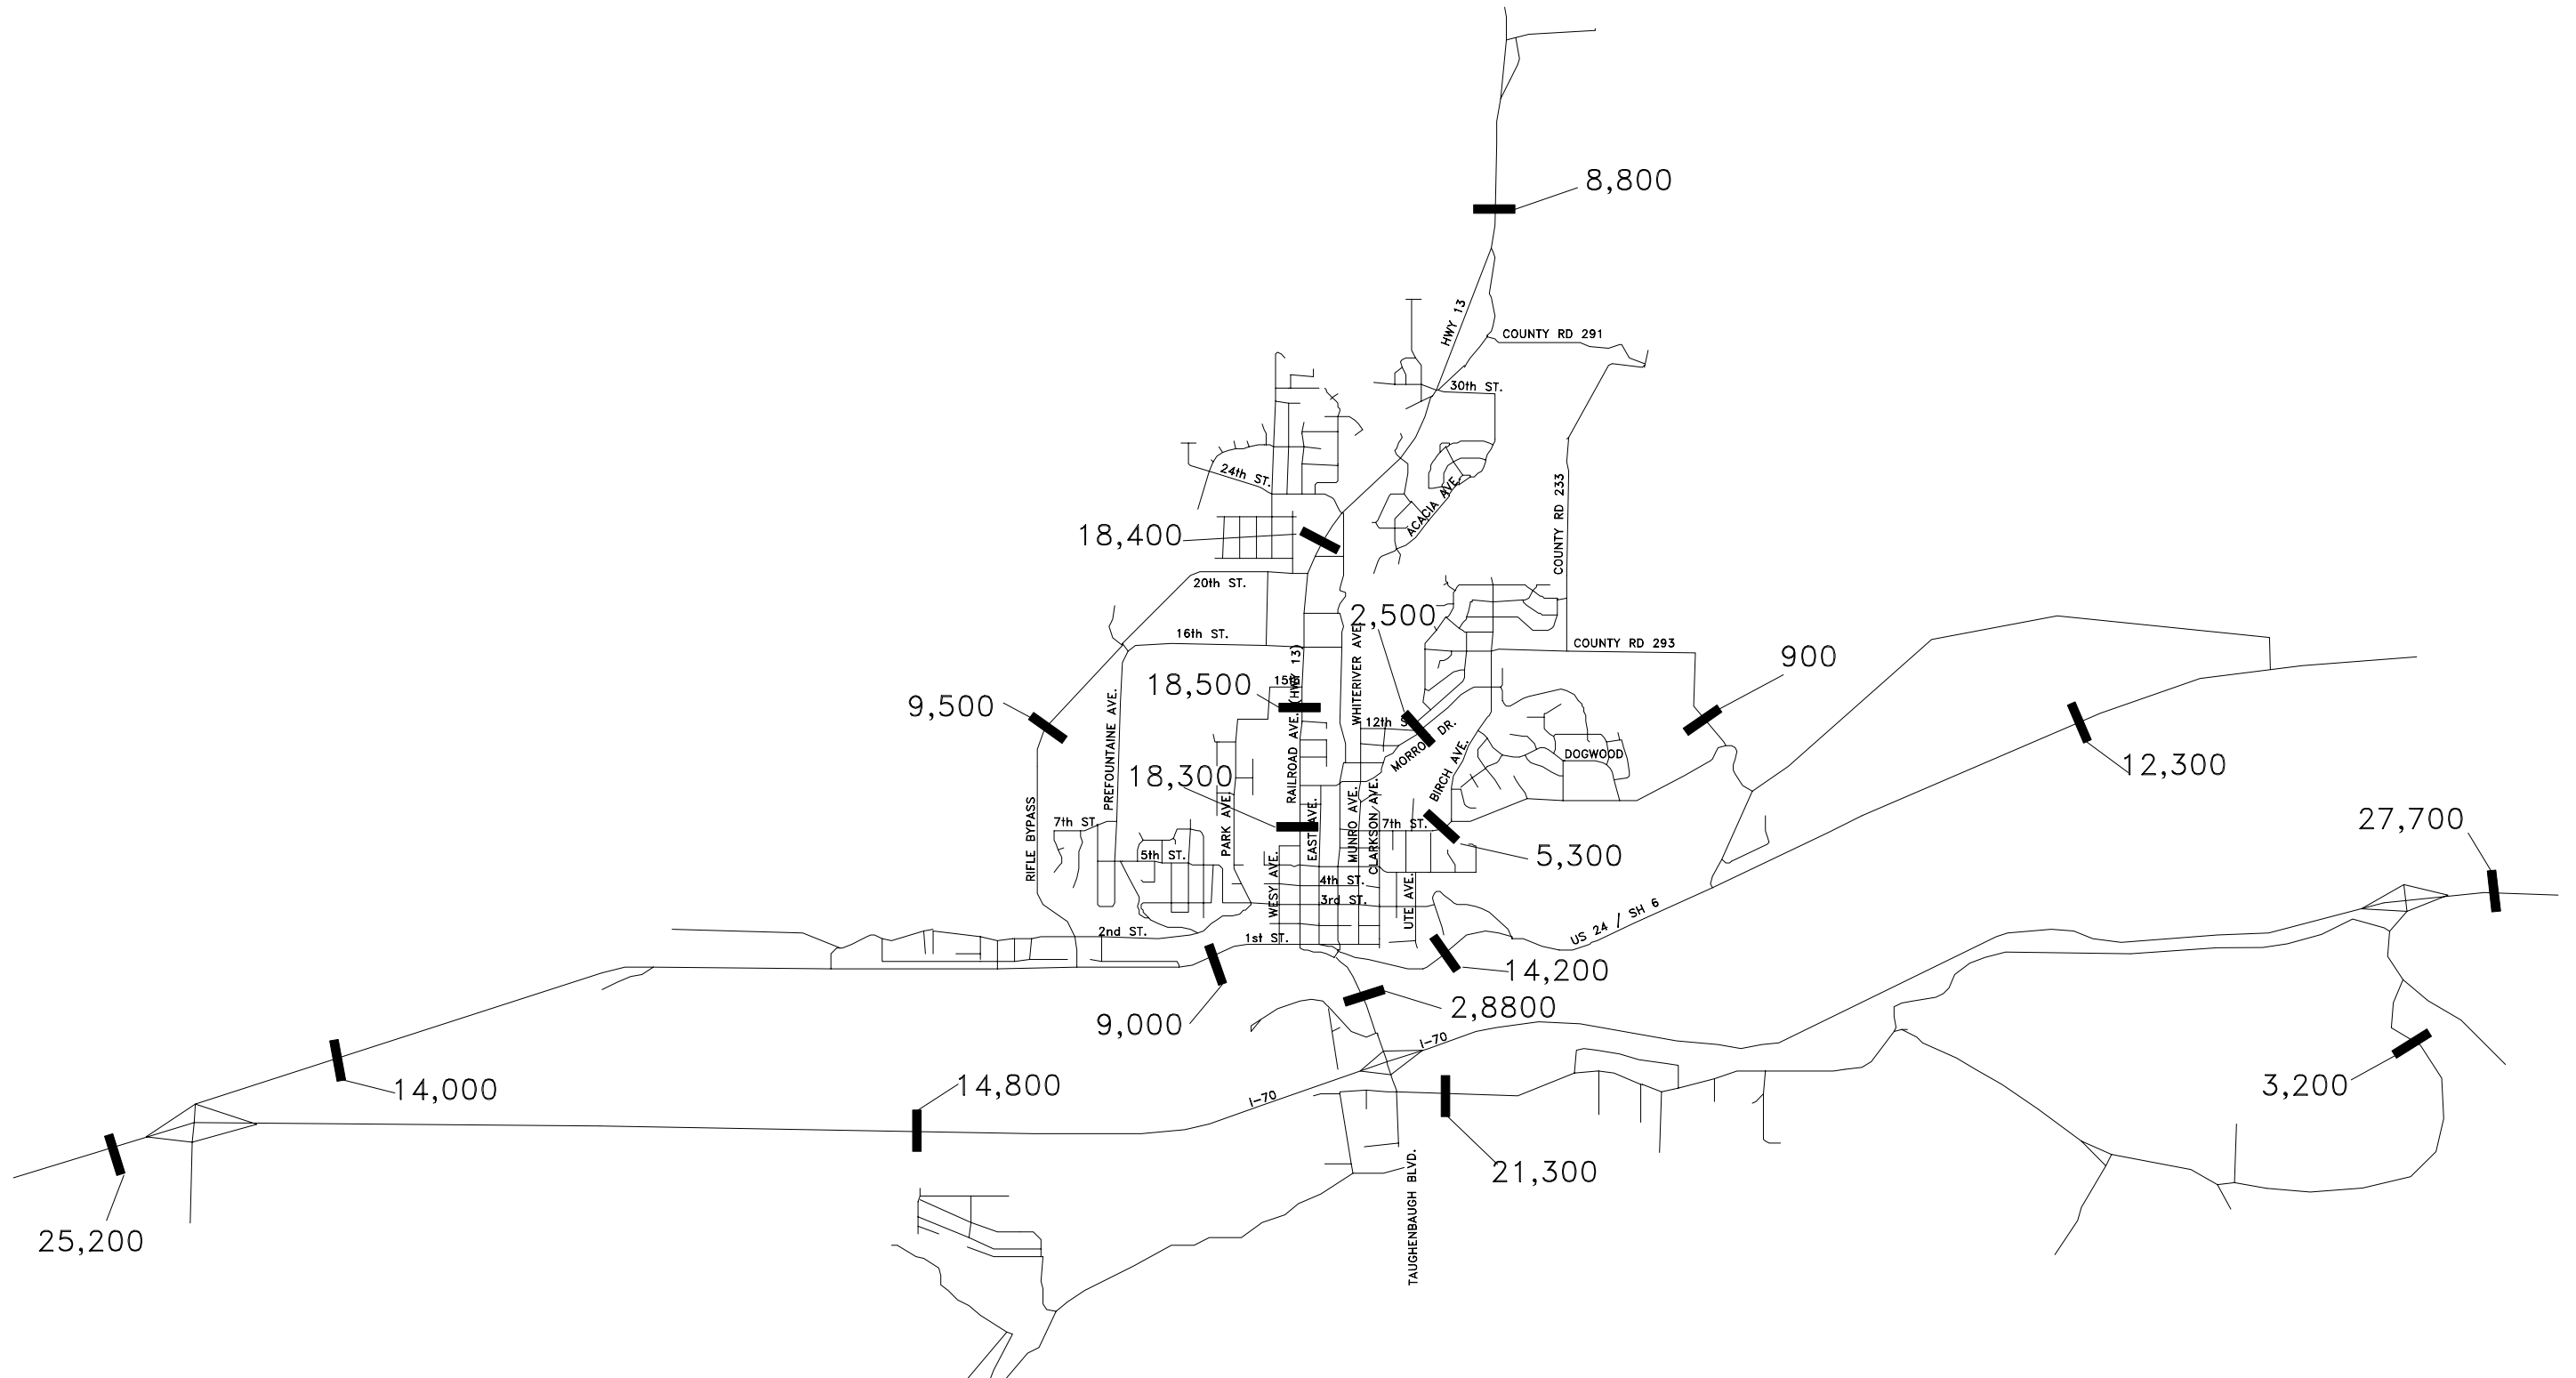 8,800
HWY 13
COUNTY RD 291
30th ST.
24th ST.
ACACIA AVE.
COUNTY RD 233
18,400
20th ST.
2,500
16th ST.
WHITERIVER AVE.
COUNTY RD 293
900
15th
18,500
9,500
PREFOUNTAINE AVE.
RAILROAD AVE. (HWY 13)
12th S
MORRO DR.
BIRCH AVE.
DOGWOOD
12,300
18,300
RIFLE BYPASS
PARK AVE.
EAST AVE.
MUNRO AVE.
CLARKSON AVE.
7th ST.
7th ST.
27,700
5th ST.
5,300
WESY AVE.
4th ST.
3rd ST.
UTE AVE.
US 24 / SH 6
2nd ST.
1st ST.
14,200
9,000
2,8800
I-70
14,000
14,800
I-70
3,200
21,300
TAUGHENBAUGH BLVD.
25,200